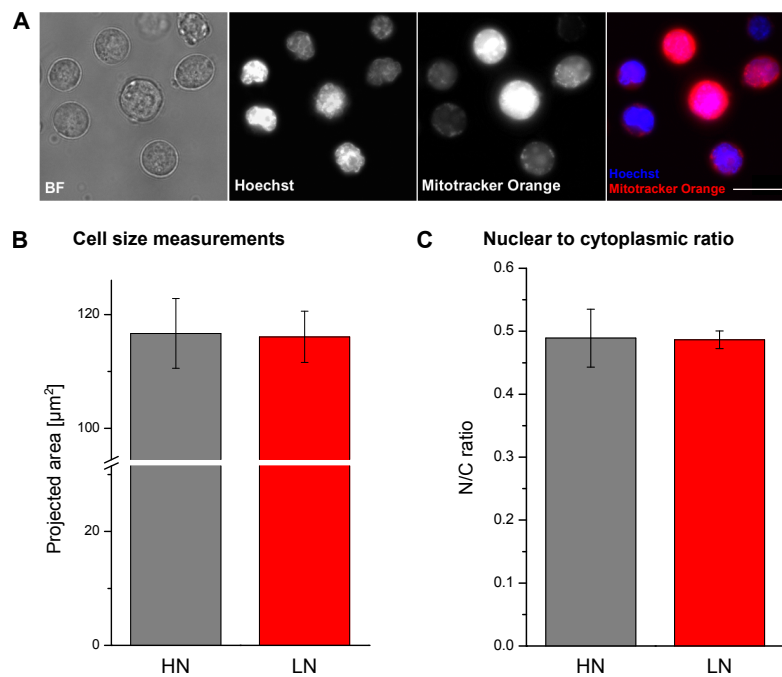 A
BF
Hoechst
Mitotracker Orange
Hoechst
Mitotracker Orange
B Cell size measurements
Projected area [µm²]
120
100
20
0
HN LN
C Nuclear to cytoplasmic ratio
N/C ratio
0.6
0.5
0.4
0.3
0.2
0.1
0.0
HN LN